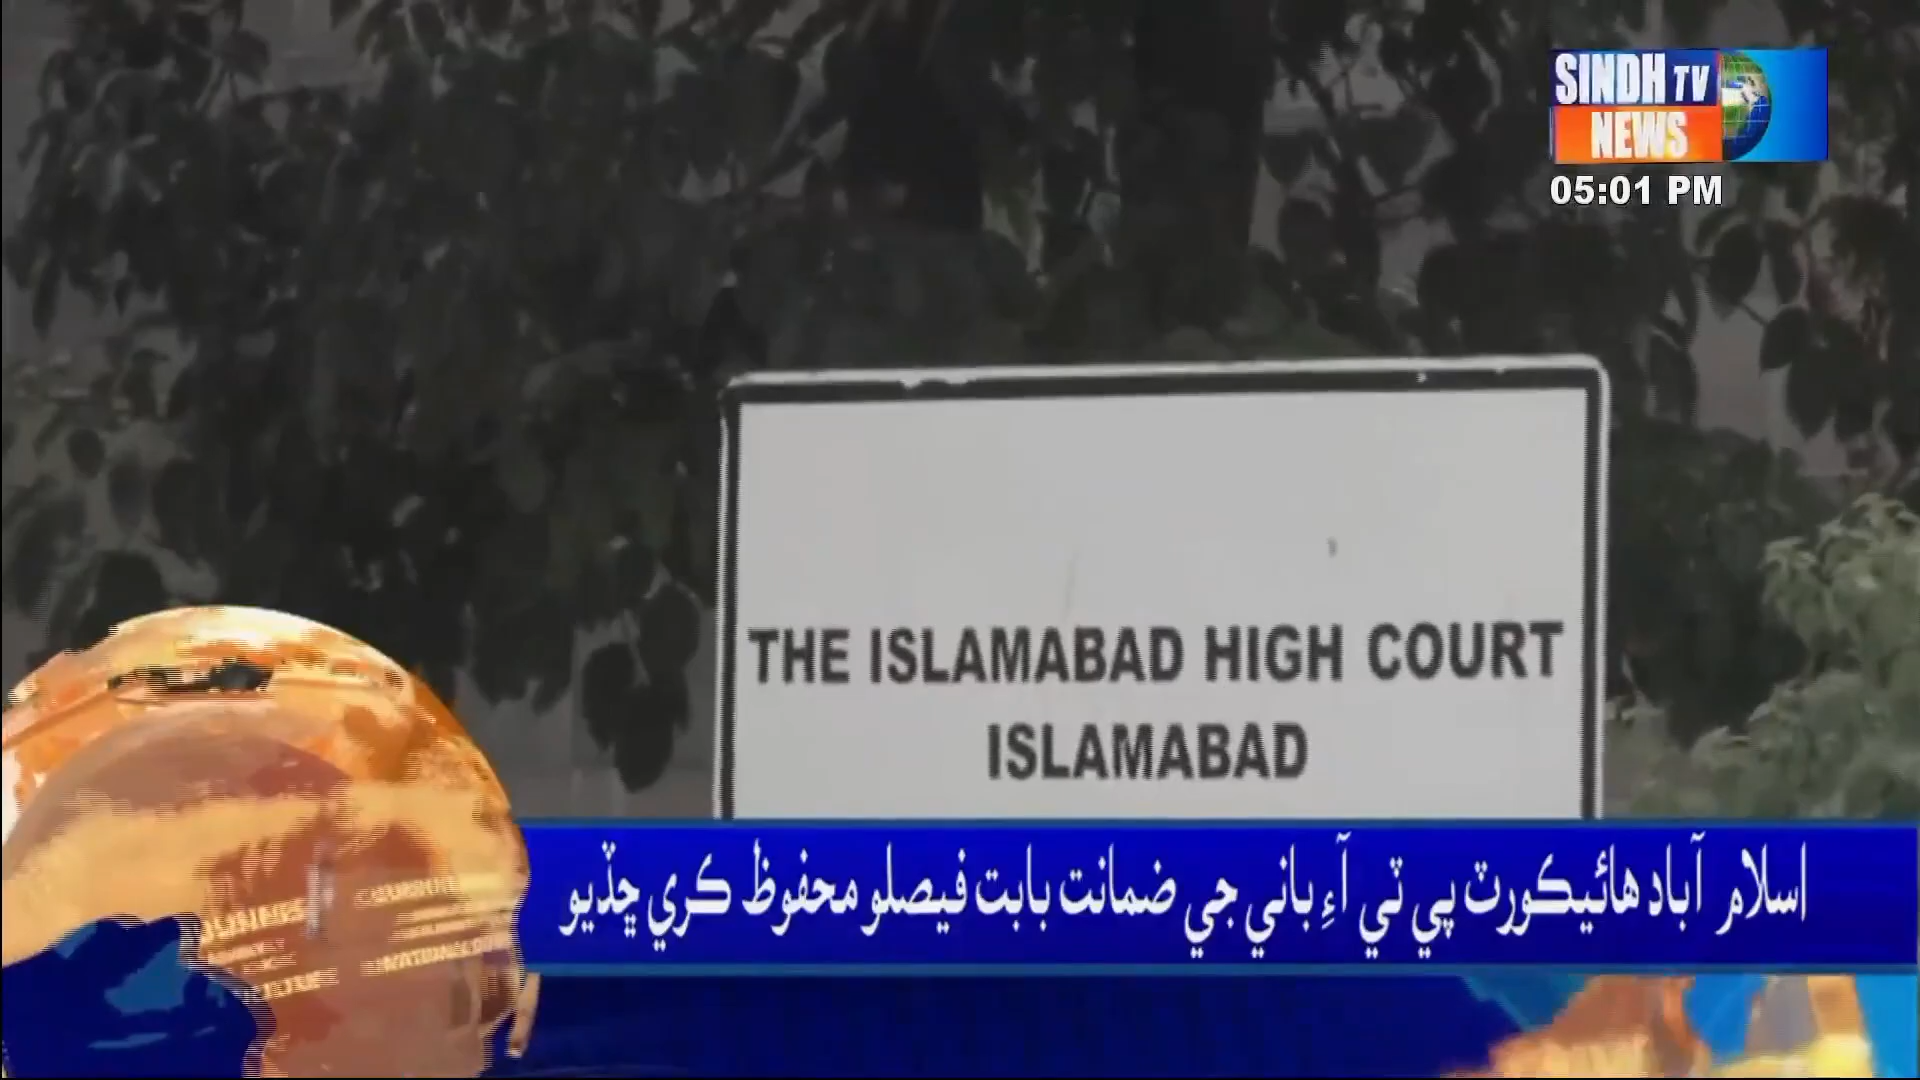 SINDH TV
NEWS
05:01 PM
THE ISLAMABAD HIGH COURT
ISLAMABAD
اسلام آباد هائيڪورٽ پي ٽي آءِ باني جي ضمانت بابت فيصلو محفوظ ڪري ڇڏيو